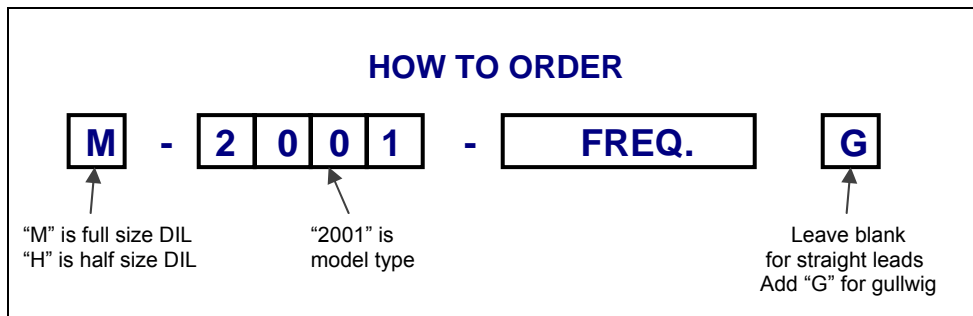 HOW TO ORDER
M - 2 0 0 1 - FREQ. G
“M” is full size DIL
“H” is half size DIL
“2001” is
model type
Leave blank
for straight leads
Add “G” for gullwig